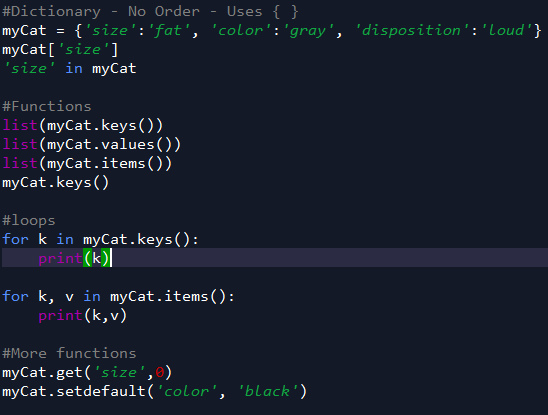 #Dictionary - No Order - Uses { }
myCat = {'size':'fat', 'color':'gray', 'disposition':'loud'}
myCat['size']
'size' in myCat
#Functions
list(myCat.keys())
list(myCat.values())
list(myCat.items())
myCat.keys()
#loops
for k in myCat.keys():
    print(k)
for k, v in myCat.items():
    print(k,v)
#More functions
myCat.get('size',0)
myCat.setdefault('color', 'black')